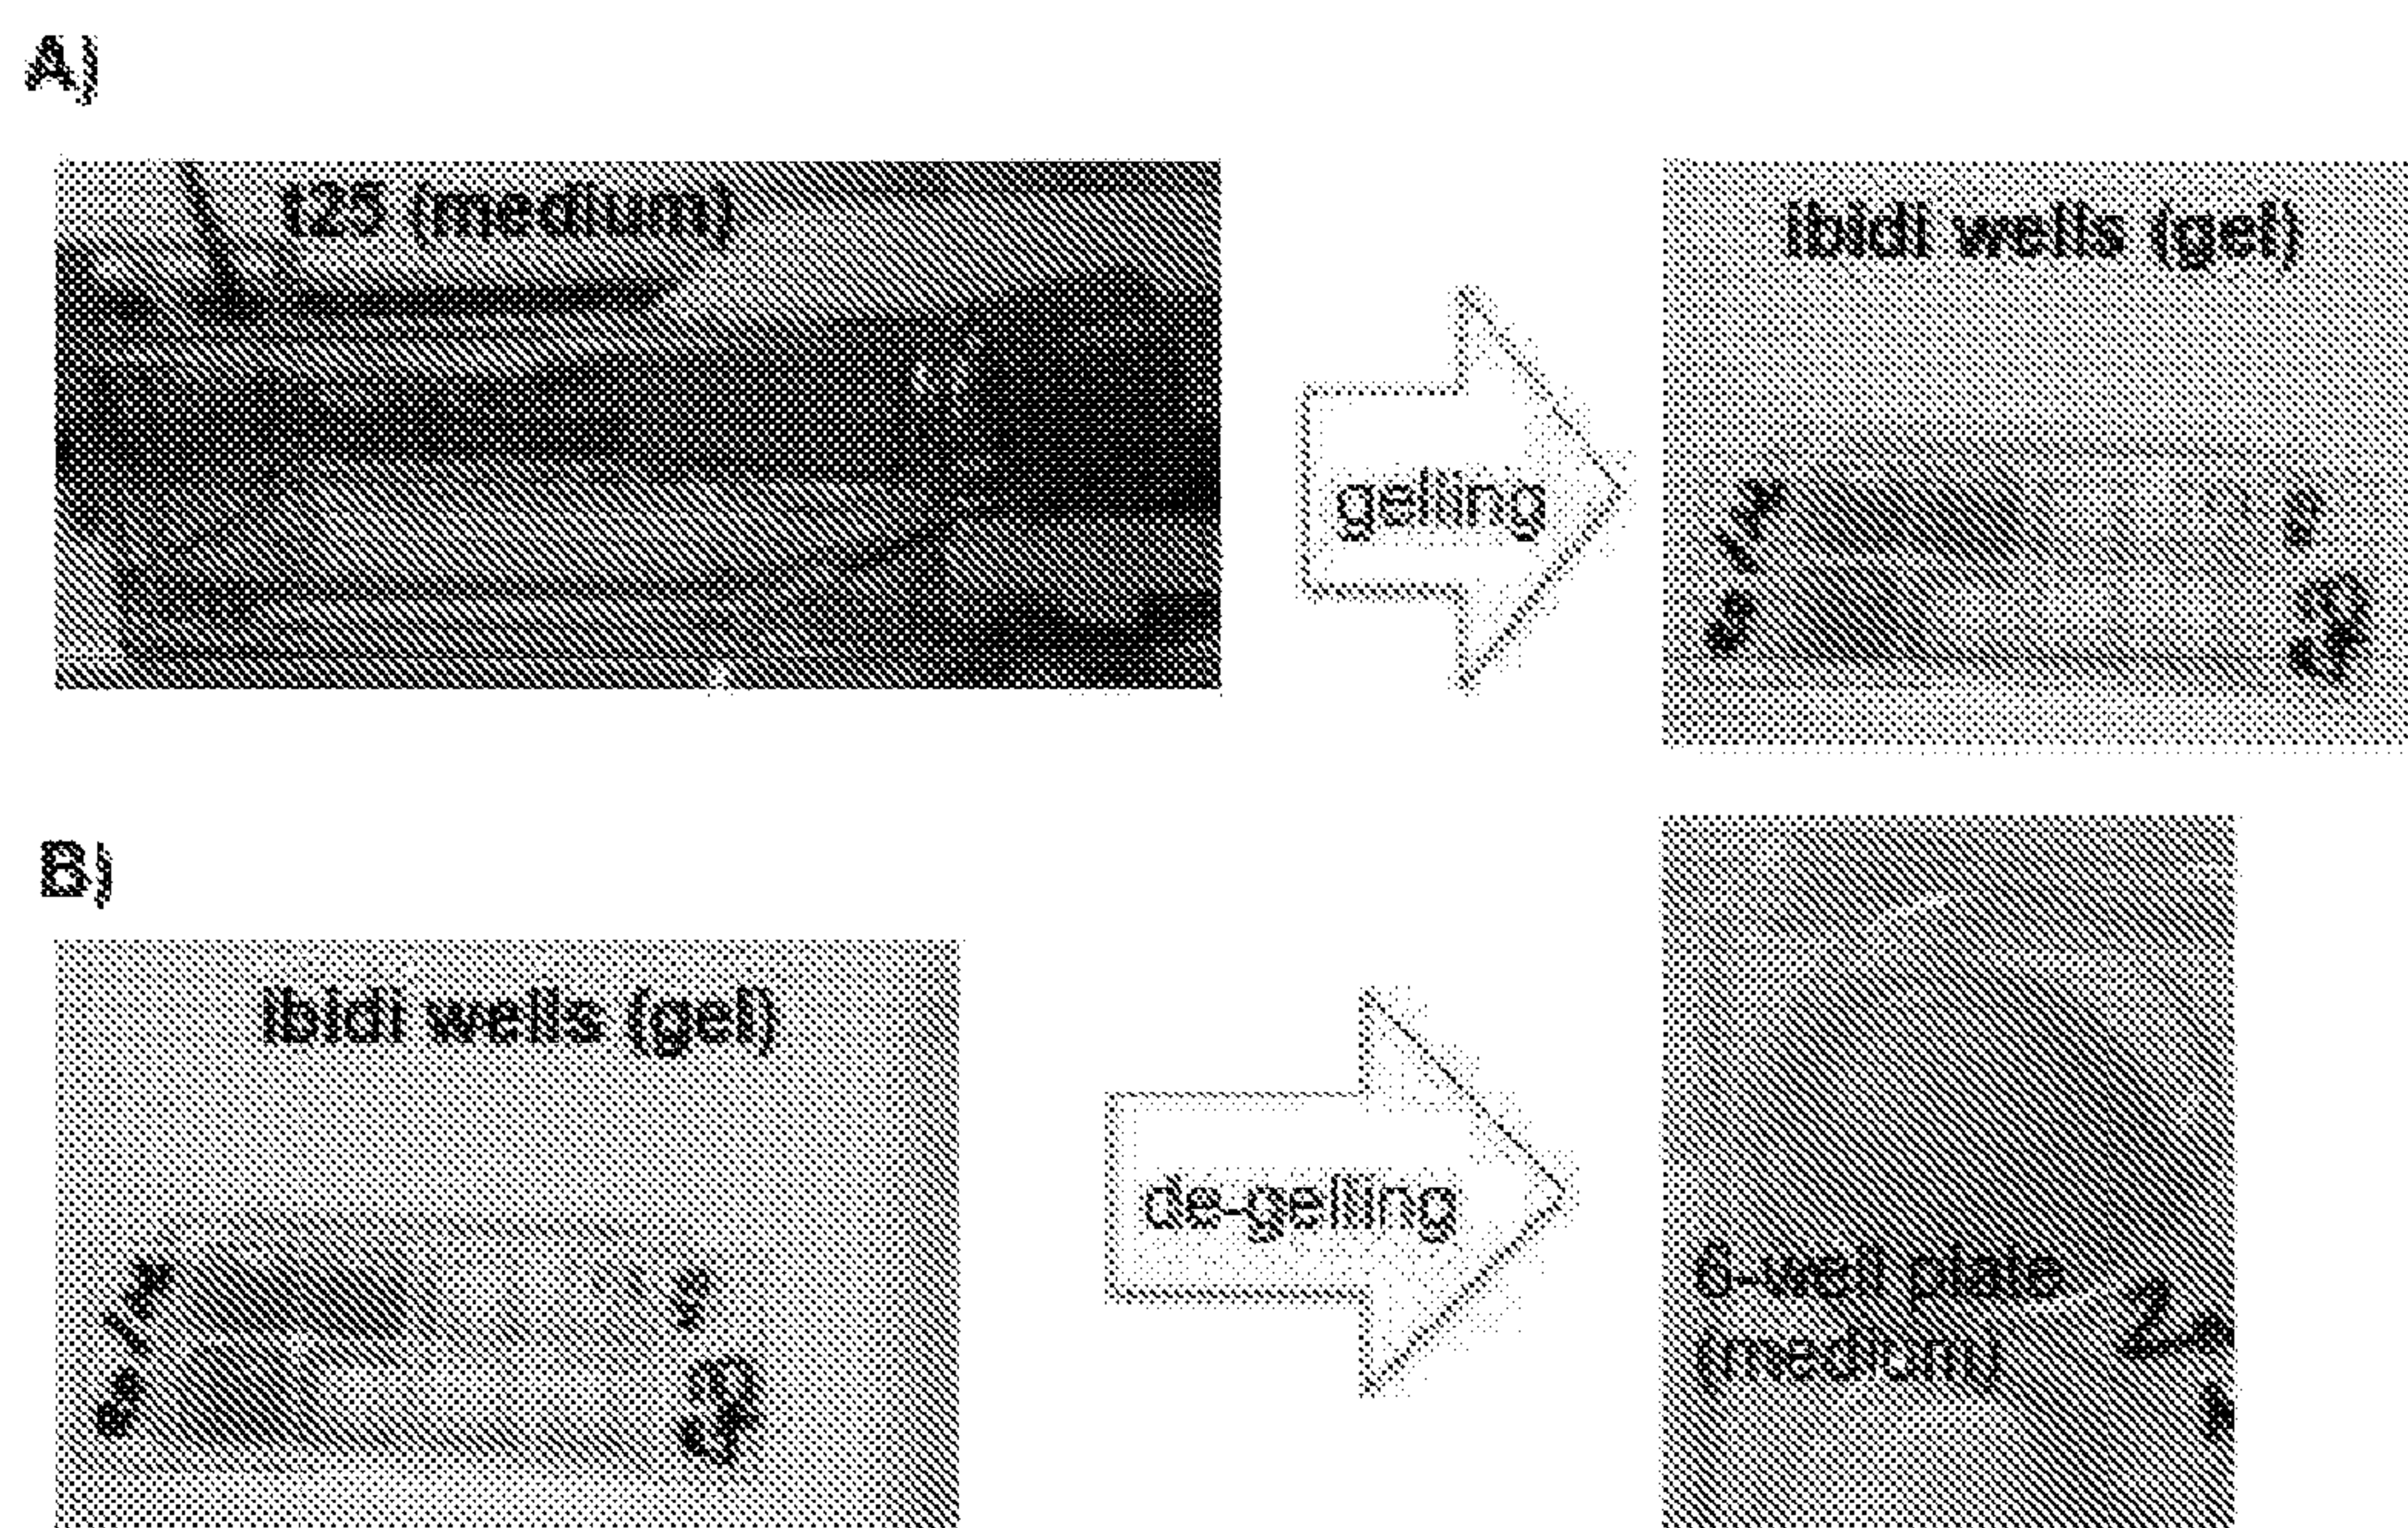 A)
t25 (medium)
ibidi wells (gel)
gelling
B)
ibidi wells (gel)
de-gelling
6-well plate
(medium)